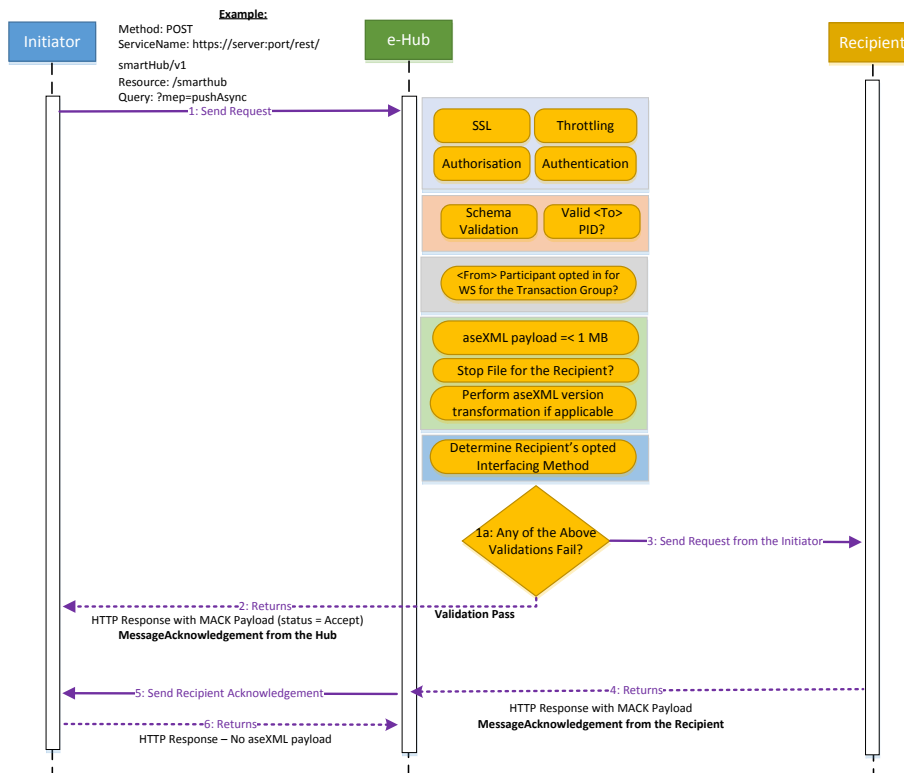 Example:
Method: POST
ServiceName: https://server:port/rest/
smartHub/v1
Resource: /smarthub
Query: ?mep=pushAsync
Initiator
e-Hub
Recipient
1: Send Request
SSL
Throttling
Authorisation
Authentication
Schema
Validation
Valid <To>
PID?
<From> Participant opted in for
WS for the Transaction Group?
aseXML payload =< 1 MB
Stop File for the Recipient?
Perform aseXML version
transformation if applicable
Determine Recipient's opted
Interfacing Method
1a: Any of the Above
Validations Fail?
3: Send Request from the Initiator
2: Returns
HTTP Response with MACK Payload (status = Accept)
MessageAcknowledgement from the Hub
Validation Pass
5: Send Recipient Acknowledgement
4: Returns
HTTP Response with MACK Payload
MessageAcknowledgement from the Recipient
6: Returns
HTTP Response – No aseXML payload